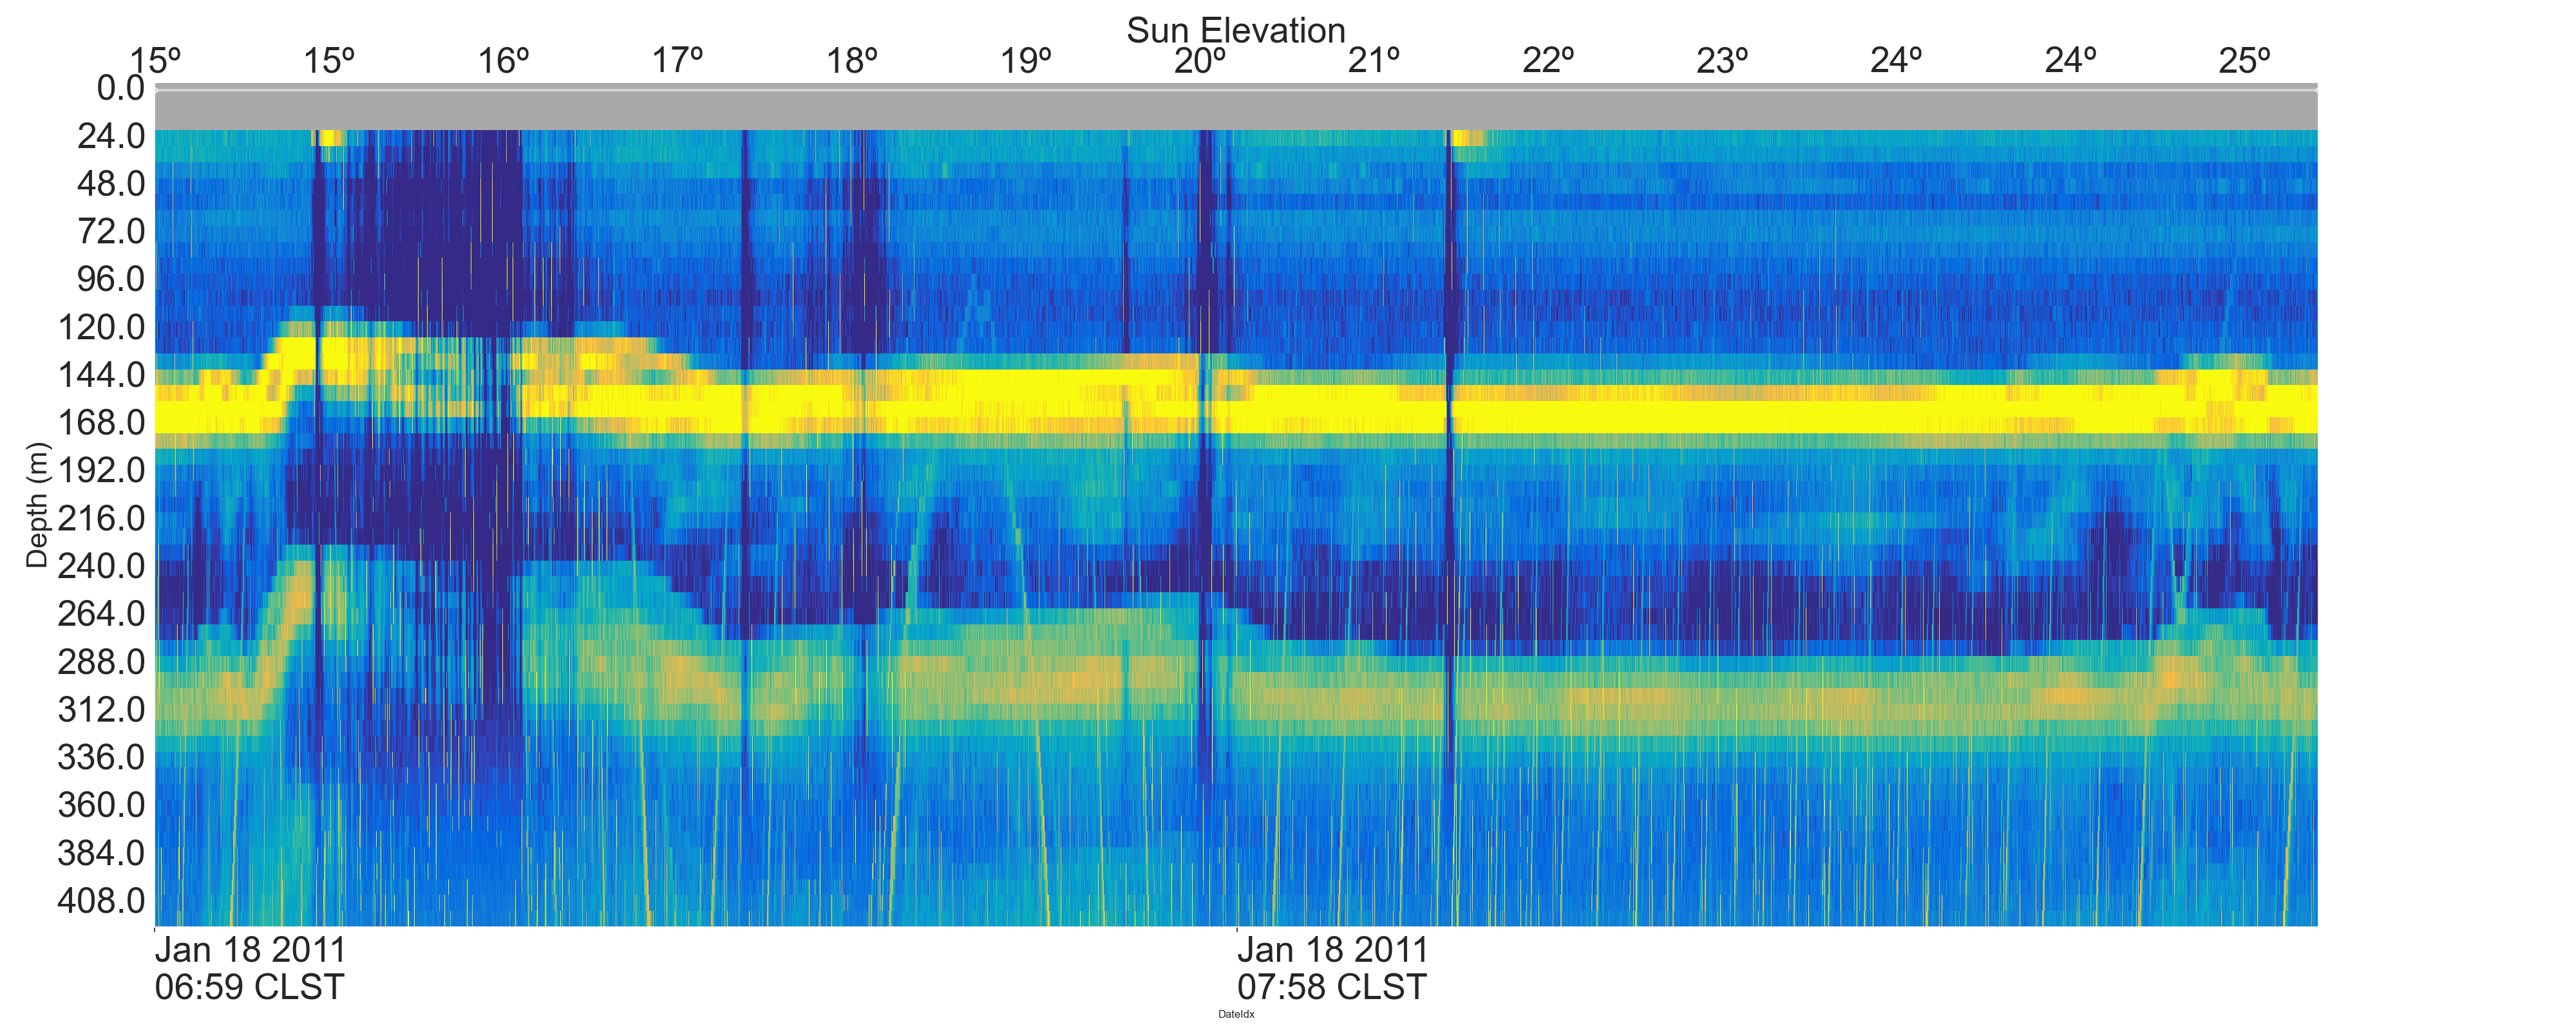 Sun Elevation
15º 15º 16º 17º 18º 19º 20º 21º 22º 23º 24º 24º 25º
0.0
24.0
48.0
72.0
96.0
120.0
144.0
168.0
192.0
216.0
240.0
264.0
288.0
312.0
336.0
360.0
384.0
408.0
Depth (m)
Jan 18 2011
06:59 CLST
Jan 18 2011
07:58 CLST
DateIdx